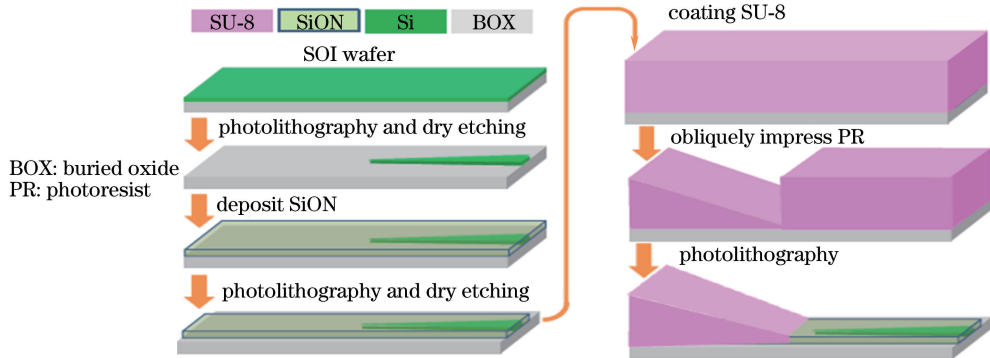 SU-8
SiON
Si
BOX
SOI wafer
photolithography and dry etching
BOX: buried oxide
PR: photoresist
deposit SiON
photolithography and dry etching
coating SU-8
obliquely impress PR
photolithography